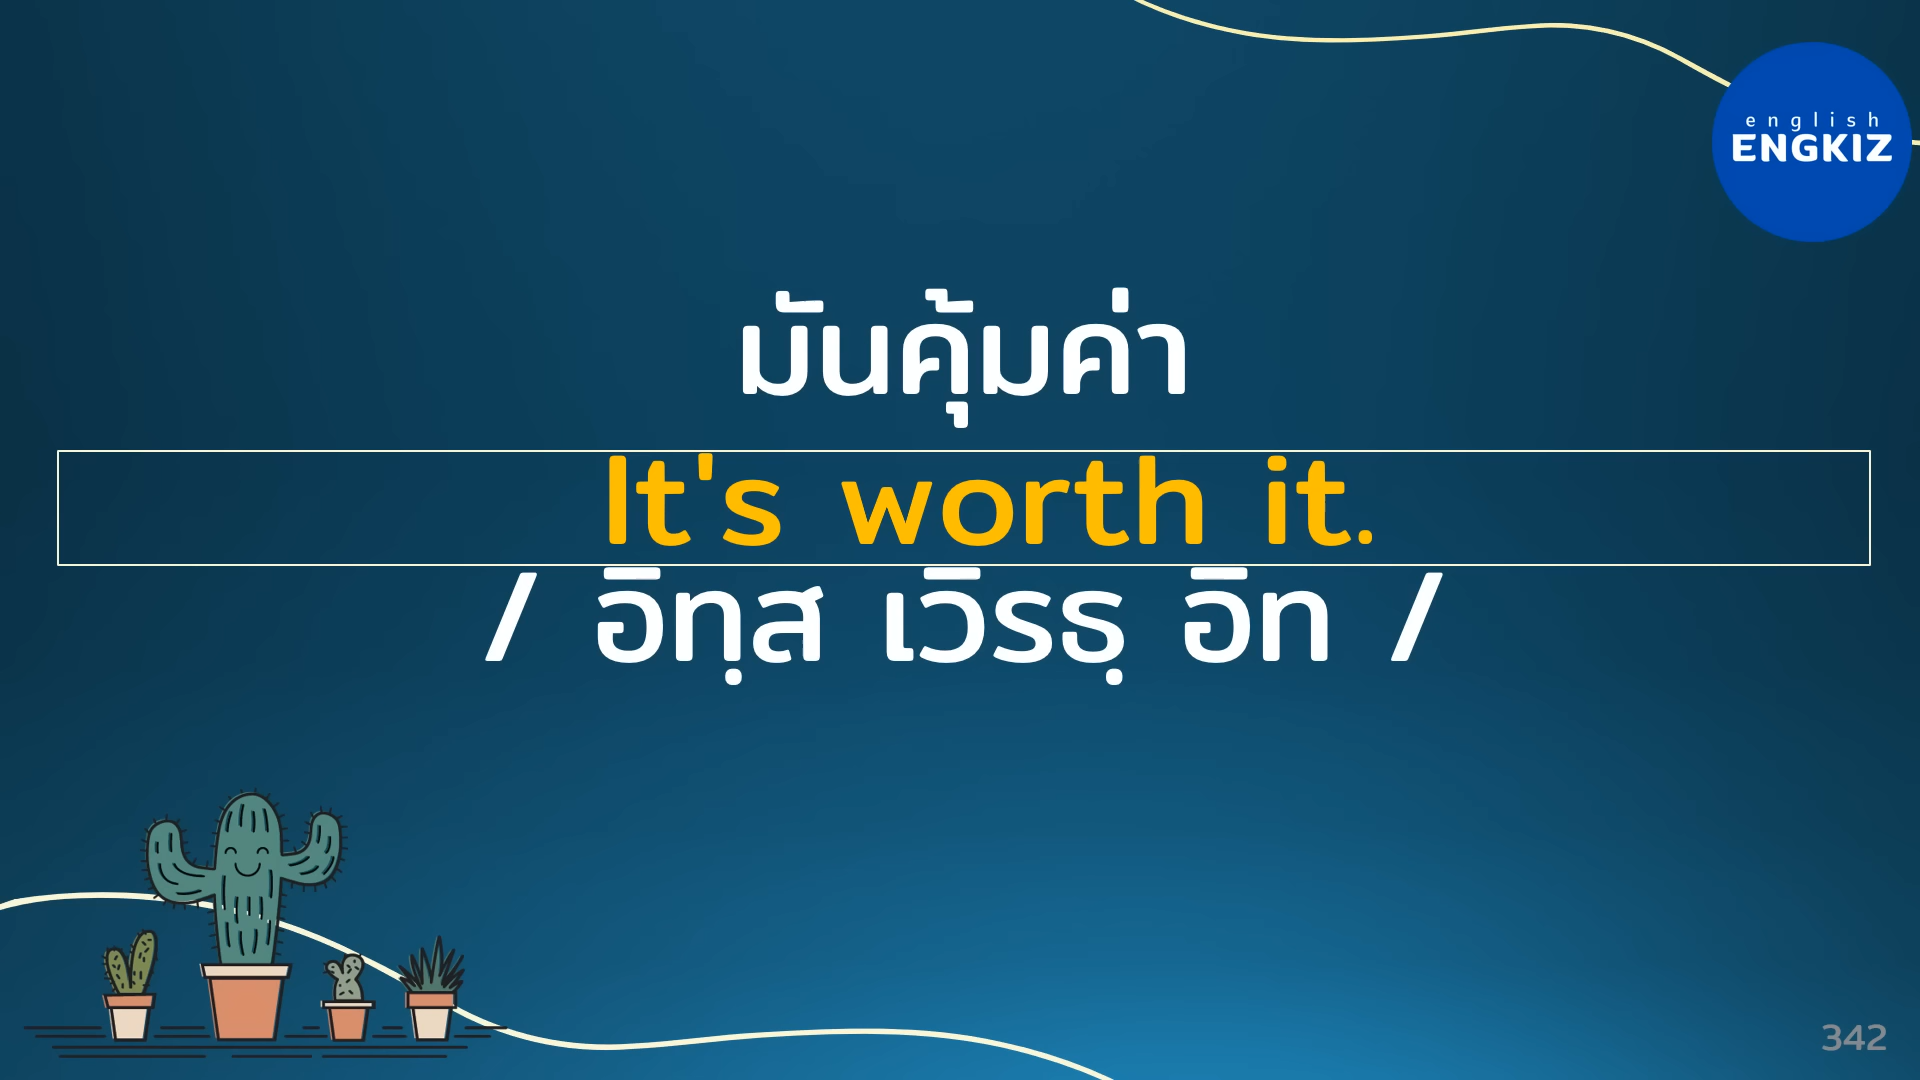 english
ENGKIZ
มันคุ้มค่า
It's worth it.
/ อิทฺส เวิรธฺ อิท /
342